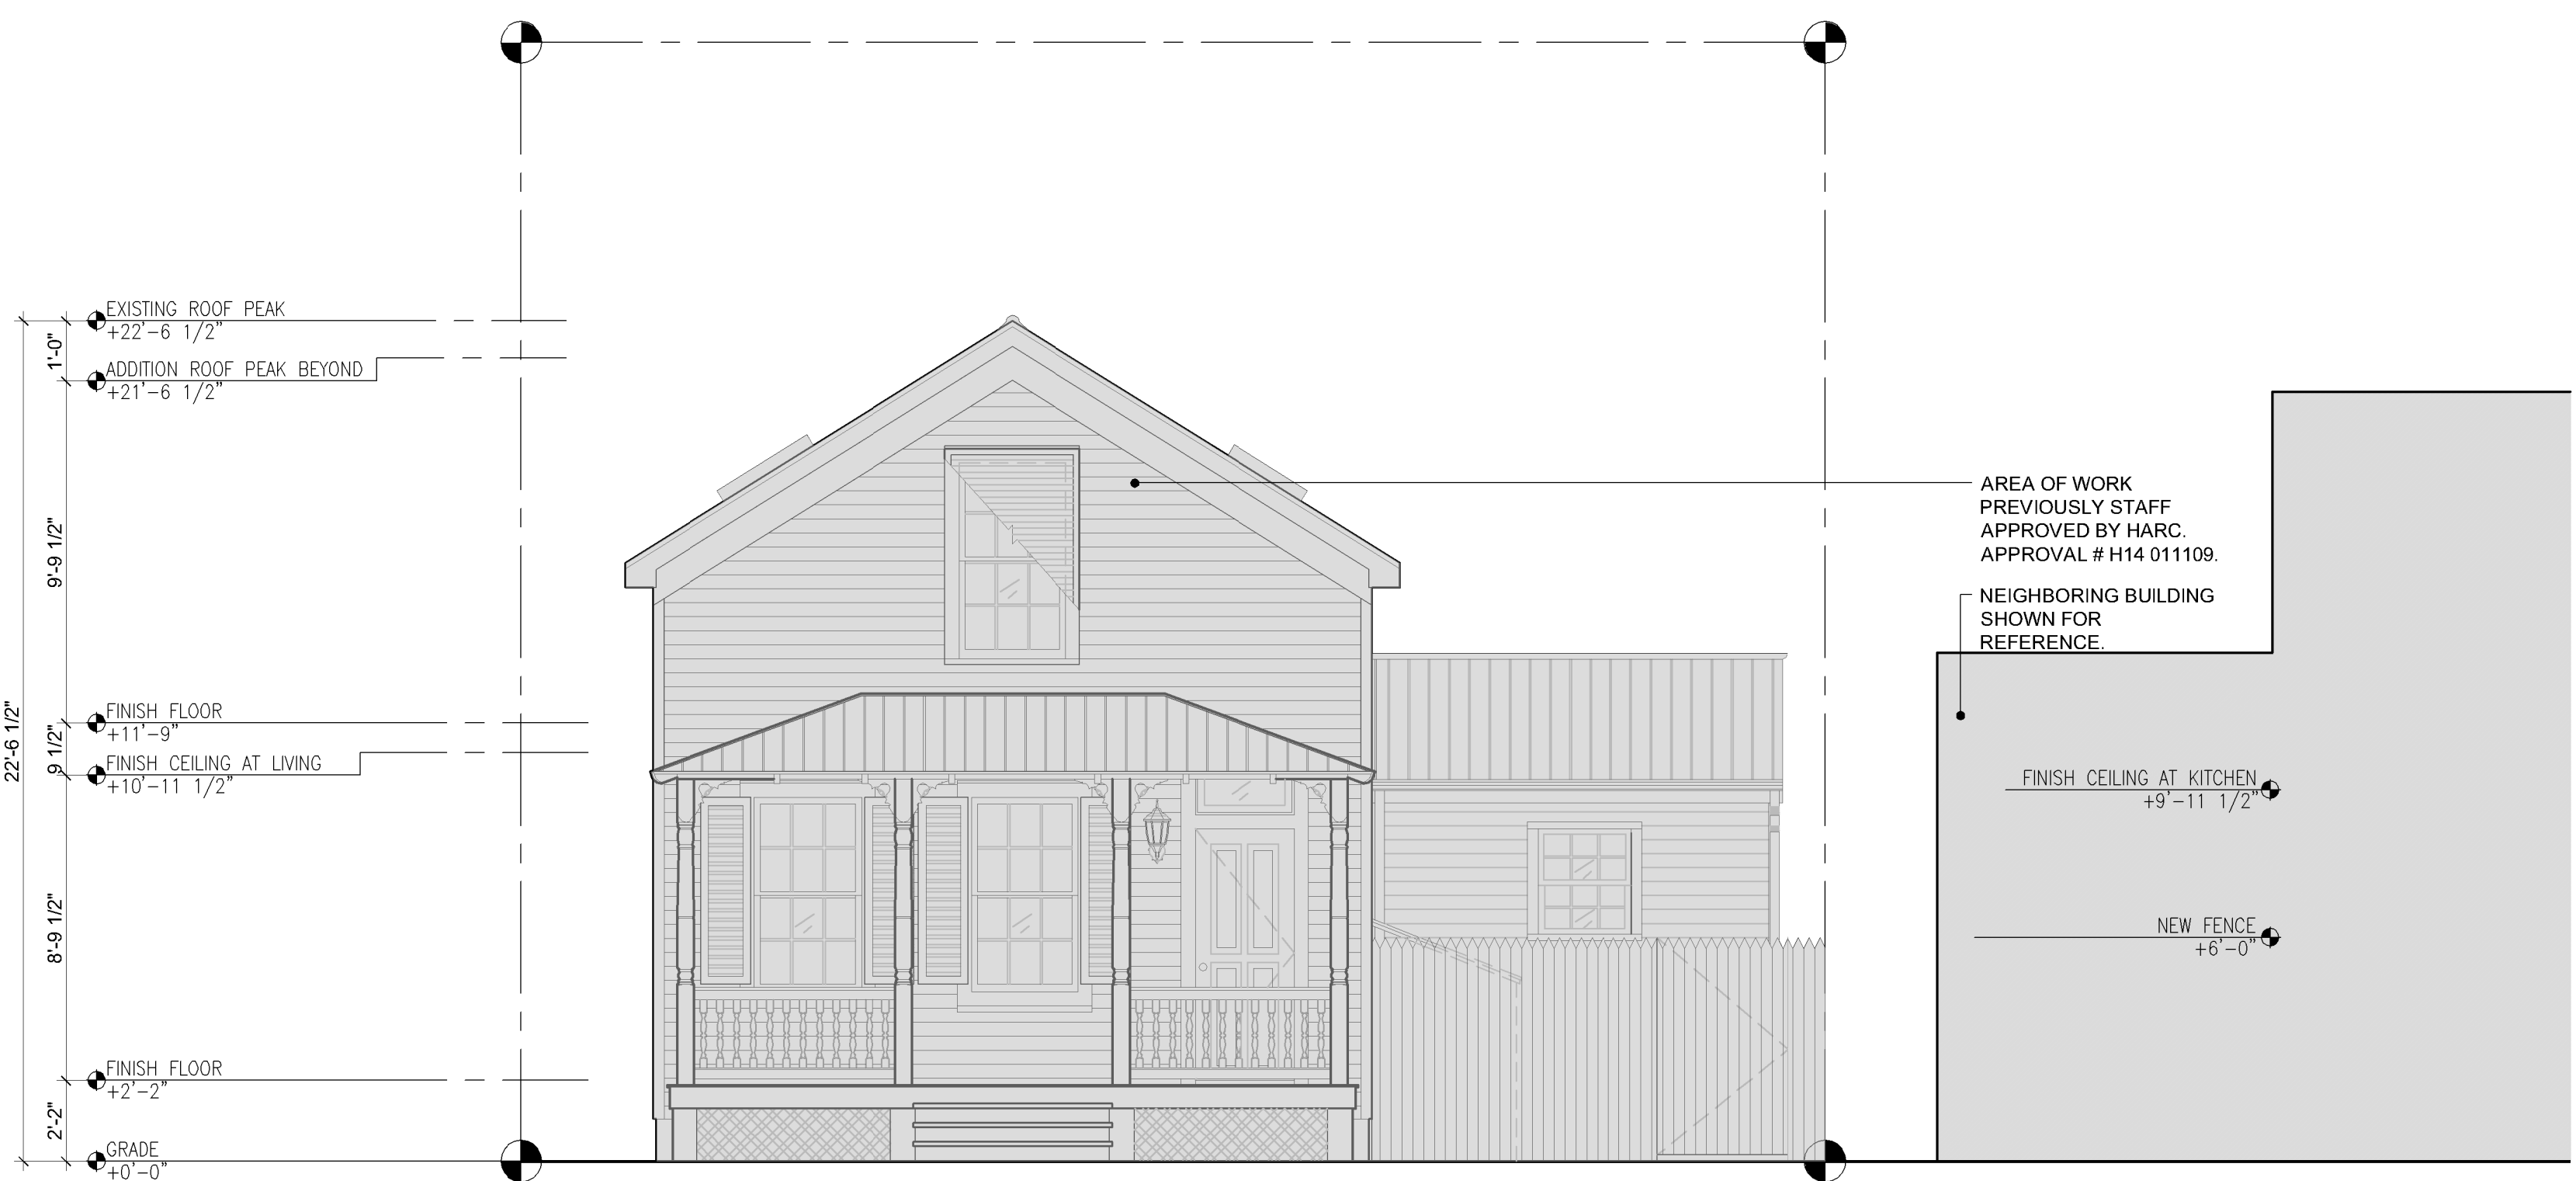 EXISTING ROOF PEAK
+22'-6 1/2"
1'-0"
ADDITION ROOF PEAK BEYOND
+21'-6 1/2"
AREA OF WORK
PREVIOUSLY STAFF
APPROVED BY HARC.
APPROVAL # H14 011109.
9'-9 1/2"
NEIGHBORING BUILDING
SHOWN FOR
REFERENCE.
FINISH FLOOR
+11'-9"
22'-6 1/2"
9 1/2"
FINISH CEILING AT LIVING
+10'-11 1/2"
FINISH CEILING AT KITCHEN
+9'-11 1/2"
8'-9 1/2"
NEW FENCE
+6'-0"
FINISH FLOOR
+2'-2"
2'-2"
GRADE
+0'-0"